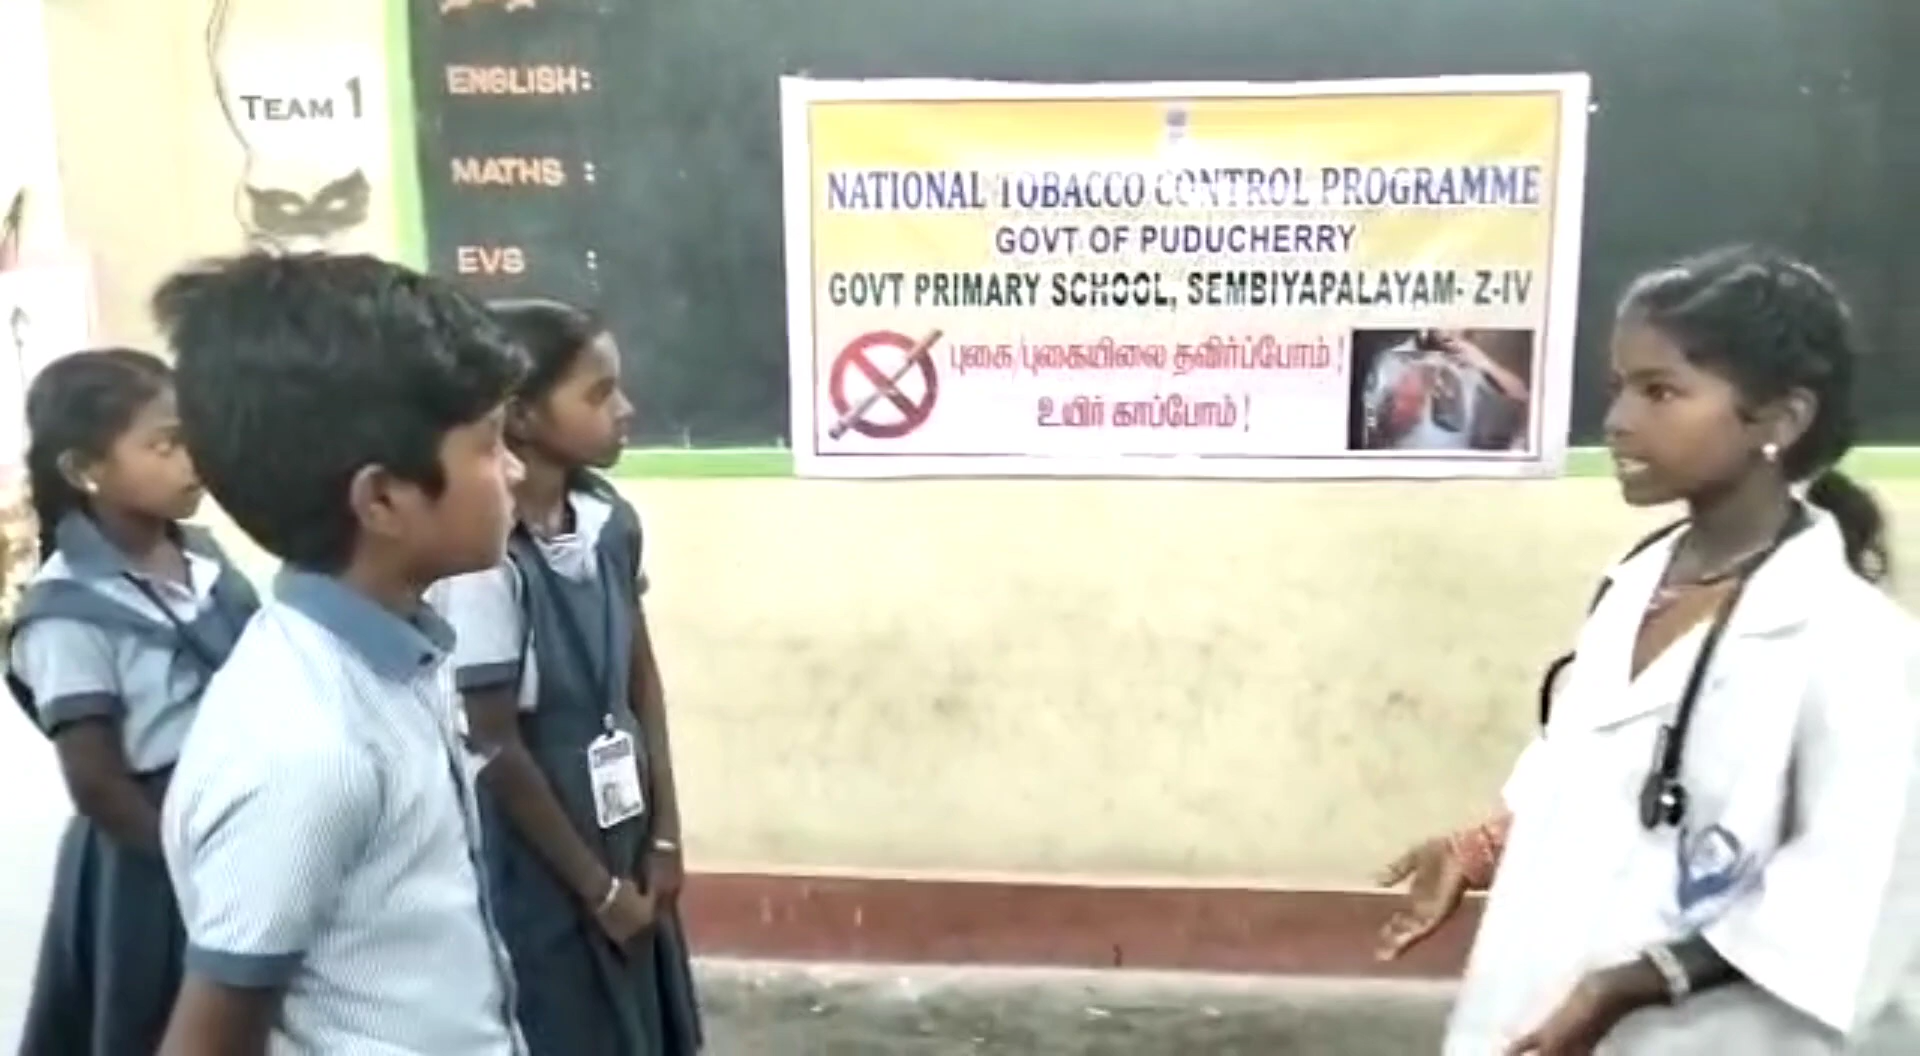 TEAM 1
ENGLISH:
MATHS :
EVS :
NATIONAL TOBACCO CONTROL PROGRAMME
GOVT OF PUDUCHERRY
GOVT PRIMARY SCHOOL, SEMBIYAPALAYAM- Z-IV
புகை/புகையிலை தவிர்ப்போம் !
உயிர் காப்போம் !